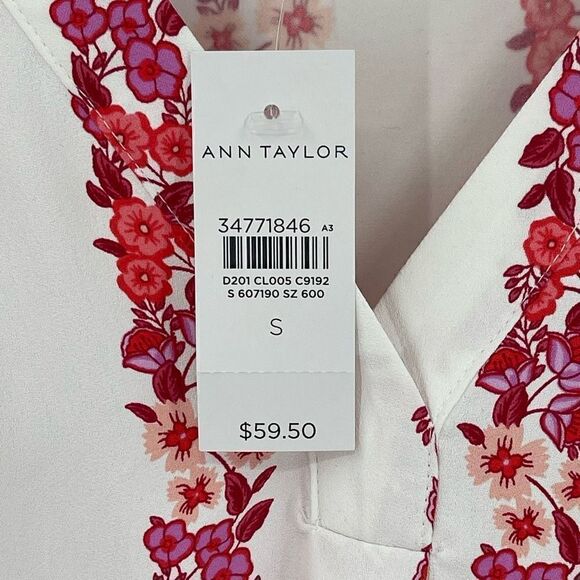 ANN TAYLOR
34771846 A3
D201 CL005 C9192
S 607190 SZ 600
S
$59.50